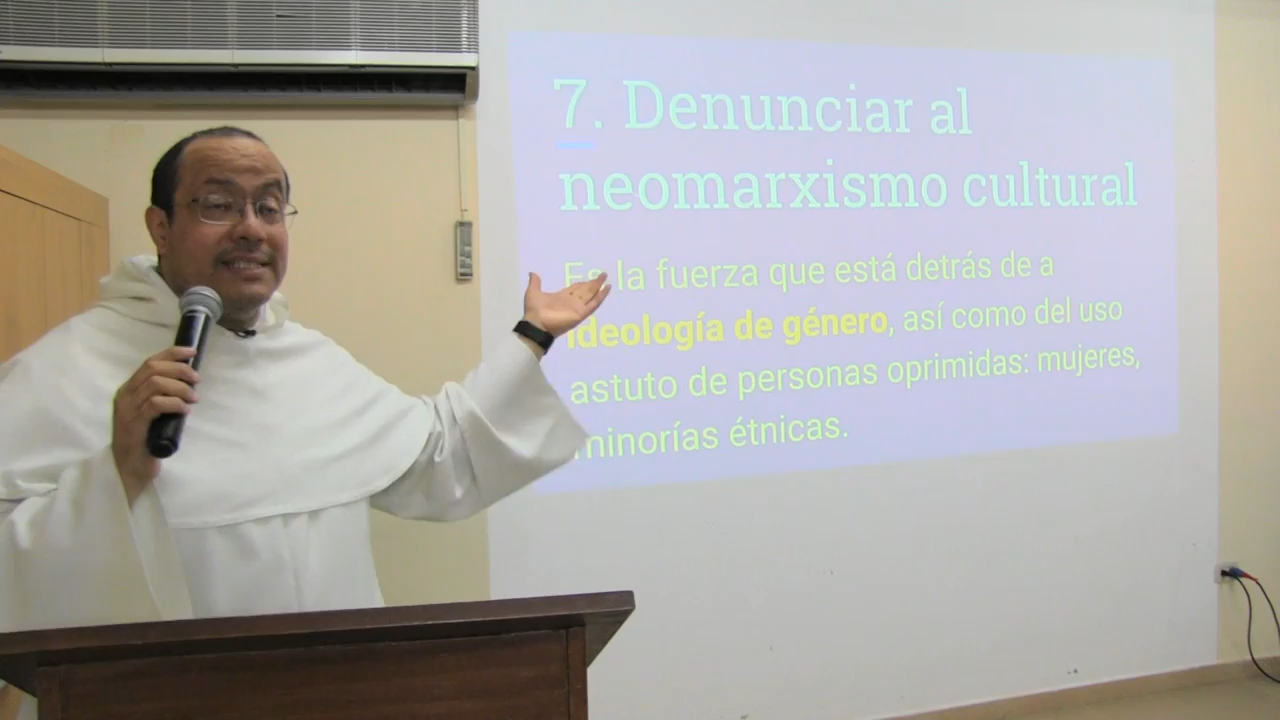 7. Denunciar al
neomarxismo cultural
Es la fuerza que está detrás de a
ideología de género, así como del uso
astuto de personas oprimidas: mujeres,
minorías étnicas.